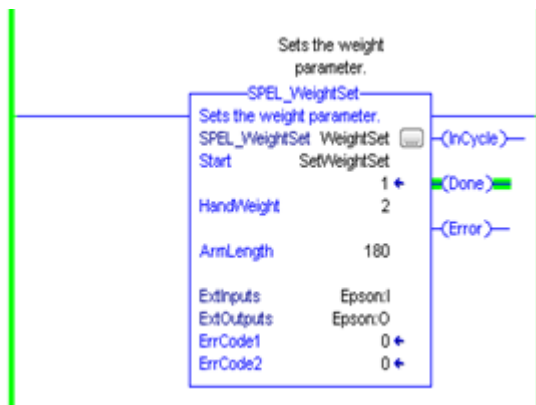 Sets the weight
parameter.
SPEL_WeightSet
Sets the weight parameter.
SPEL_WeightSet WeightSet
Start SetWeightSet
1
HandWeight 2
ArmLength 180
ExtInputs Epson:I
ExtOutputs Epson:O
ErrCode1 0
ErrCode2 0
(InCycle)
(Done)
(Error)